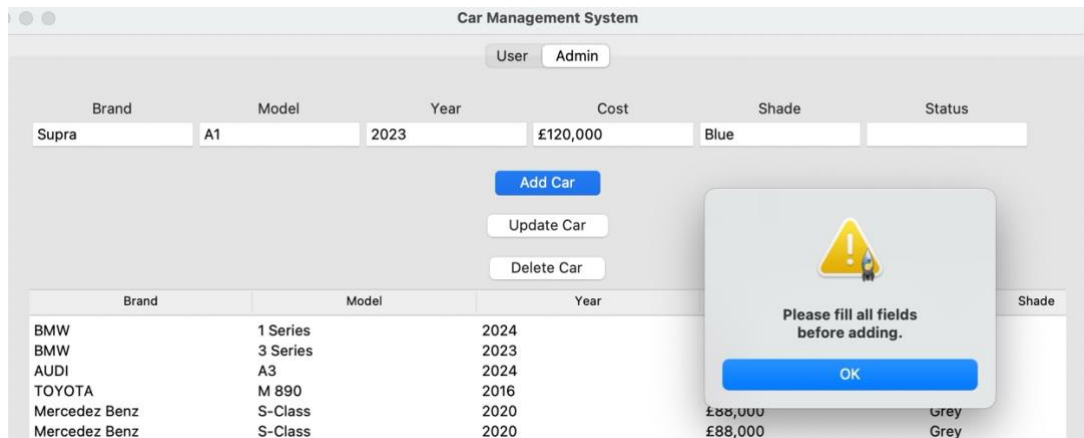 Car Management System
User Admin
Brand Model Year Cost Shade Status
Supra A1 2023 £120,000 Blue
Add Car
Update Car
Delete Car
Brand Model Year Shade
BMW 1 Series 2024
BMW 3 Series 2023
AUDI A3 2024
TOYOTA M 890 2016
Mercedez Benz S-Class 2020 £88,000 Grey
Mercedez Benz S-Class 2020 £88,000 Grey
Please fill all fields
before adding.
OK